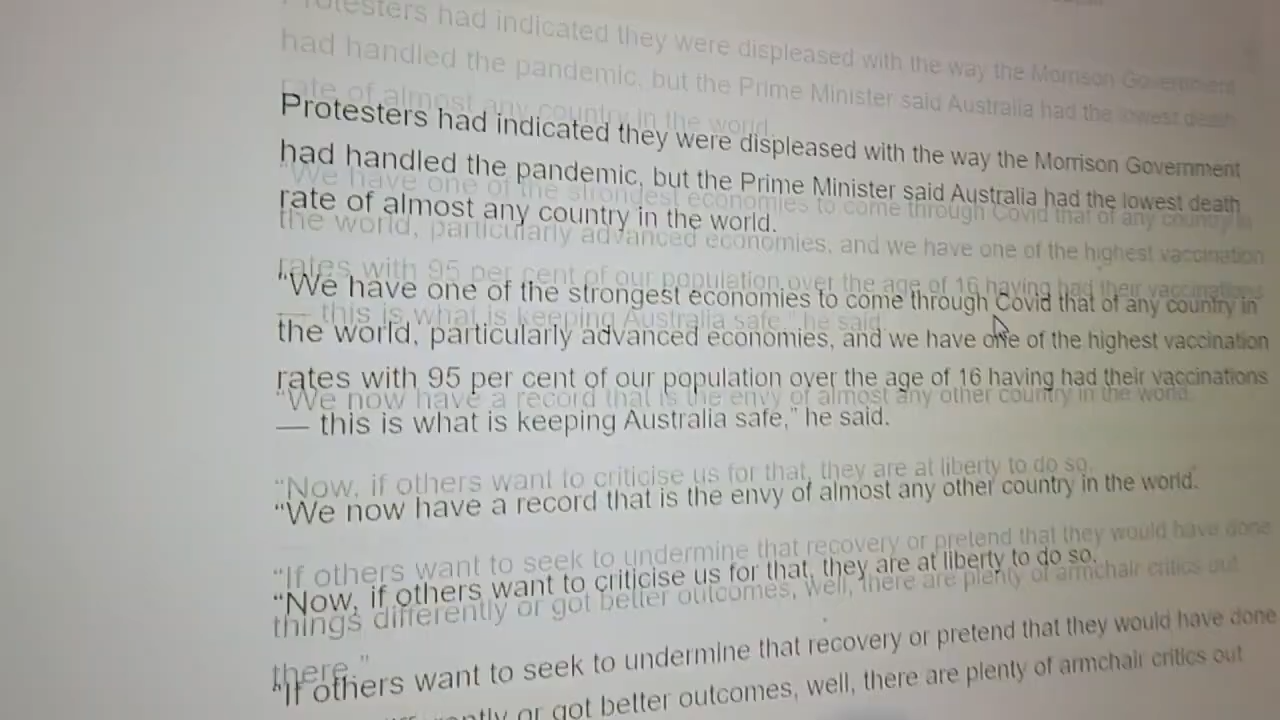 Protesters had indicated they were displeased with the way the Morrison Government
had handled the pandemic, but the Prime Minister said Australia had the lowest death
rate of almost any country in the world.
“We have one of the strongest economies to come through Covid that of any country in
the world, particularly advanced economies, and we have one of the highest vaccination
rates with 95 per cent of our population over the age of 16 having had their vaccinations
— this is what is keeping Australia safe,” he said.
“We now have a record that is the envy of almost any other country in the world.
“Now, if others want to criticise us for that, they are at liberty to do so.
“If others want to seek to undermine that recovery or pretend that they would have done
things differently or got better outcomes, well, there are plenty of armchair critics out
there.”